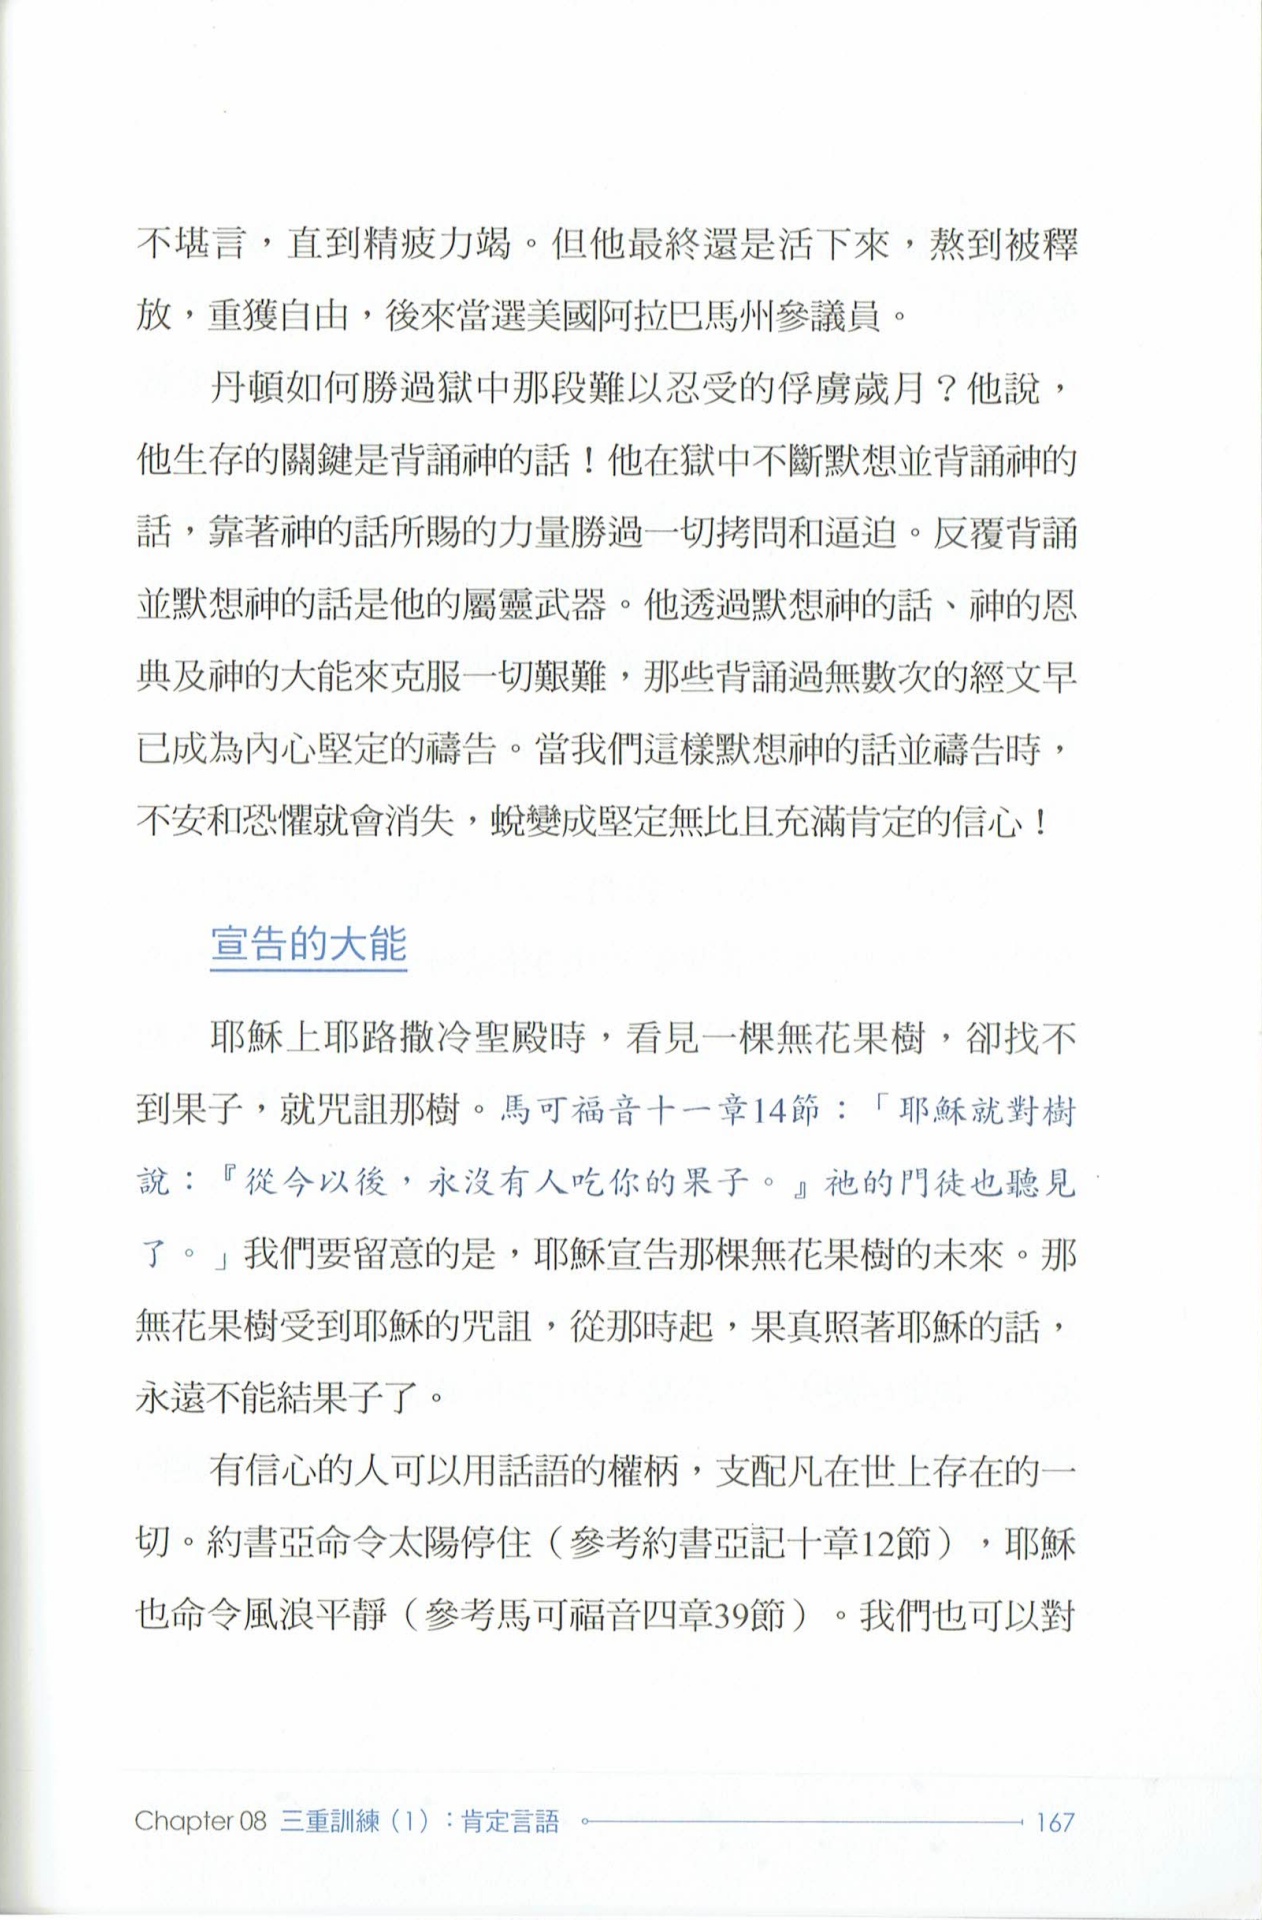 不堪言，直到精疲力竭。但他最終還是活下來，熬到被釋
放，重獲自由，後來當選美國阿拉巴馬州參議員。
丹頓如何勝過獄中那段難以忍受的俘虜歲月？他說，
他生存的關鍵是背誦神的話！他在獄中不斷默想並背誦神的
話，靠著神的話所賜的力量勝過一切拷問和逼迫。反覆背誦
並默想神的話是他的屬靈武器。他透過默想神的話、神的恩
典及神的大能來克服一切艱難，那些背誦過無數次的經文早
已成為內心堅定的禱告。當我們這樣默想神的話並禱告時，
不安和恐懼就會消失，蛻變成堅定無比且充滿肯定的信心！
宣告的大能
耶穌上耶路撒冷聖殿時，看見一棵無花果樹，卻找不
到果子，就咒詛那樹。馬可福音十一章14節：「耶穌就對樹
說：『從今以後，永沒有人吃你的果子。』祂的門徒也聽見
了。」我們要留意的是，耶穌宣告那棵無花果樹的未來。那
無花果樹受到耶穌的咒詛，從那時起，果真照著耶穌的話，
永遠不能結果子了。
有信心的人可以用話語的權柄，支配凡在世上存在的一
切。約書亞命令太陽停住（參考約書亞記十章12節），耶穌
也命令風浪平靜（參考馬可福音四章39節）。我們也可以對
Chapter 08 三重訓練（1）：肯定言語 167